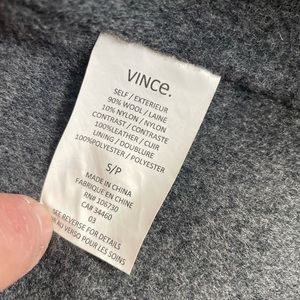 VINCE.
SELF / EXTERIEUR
90% WOOL / LAINE
10% NYLON / NYLON
CONTRAST / CONTRASTE
100%LEATHER / CUIR
LINING / DOUBLURE
100%POLYESTER / POLYESTER
S/P
MADE IN CHINA
FABRIQUE EN CHINE
RN# 106730
CA# 34460
03
SEE REVERSE FOR DETAILS
AU VERSO POUR LES SOINS